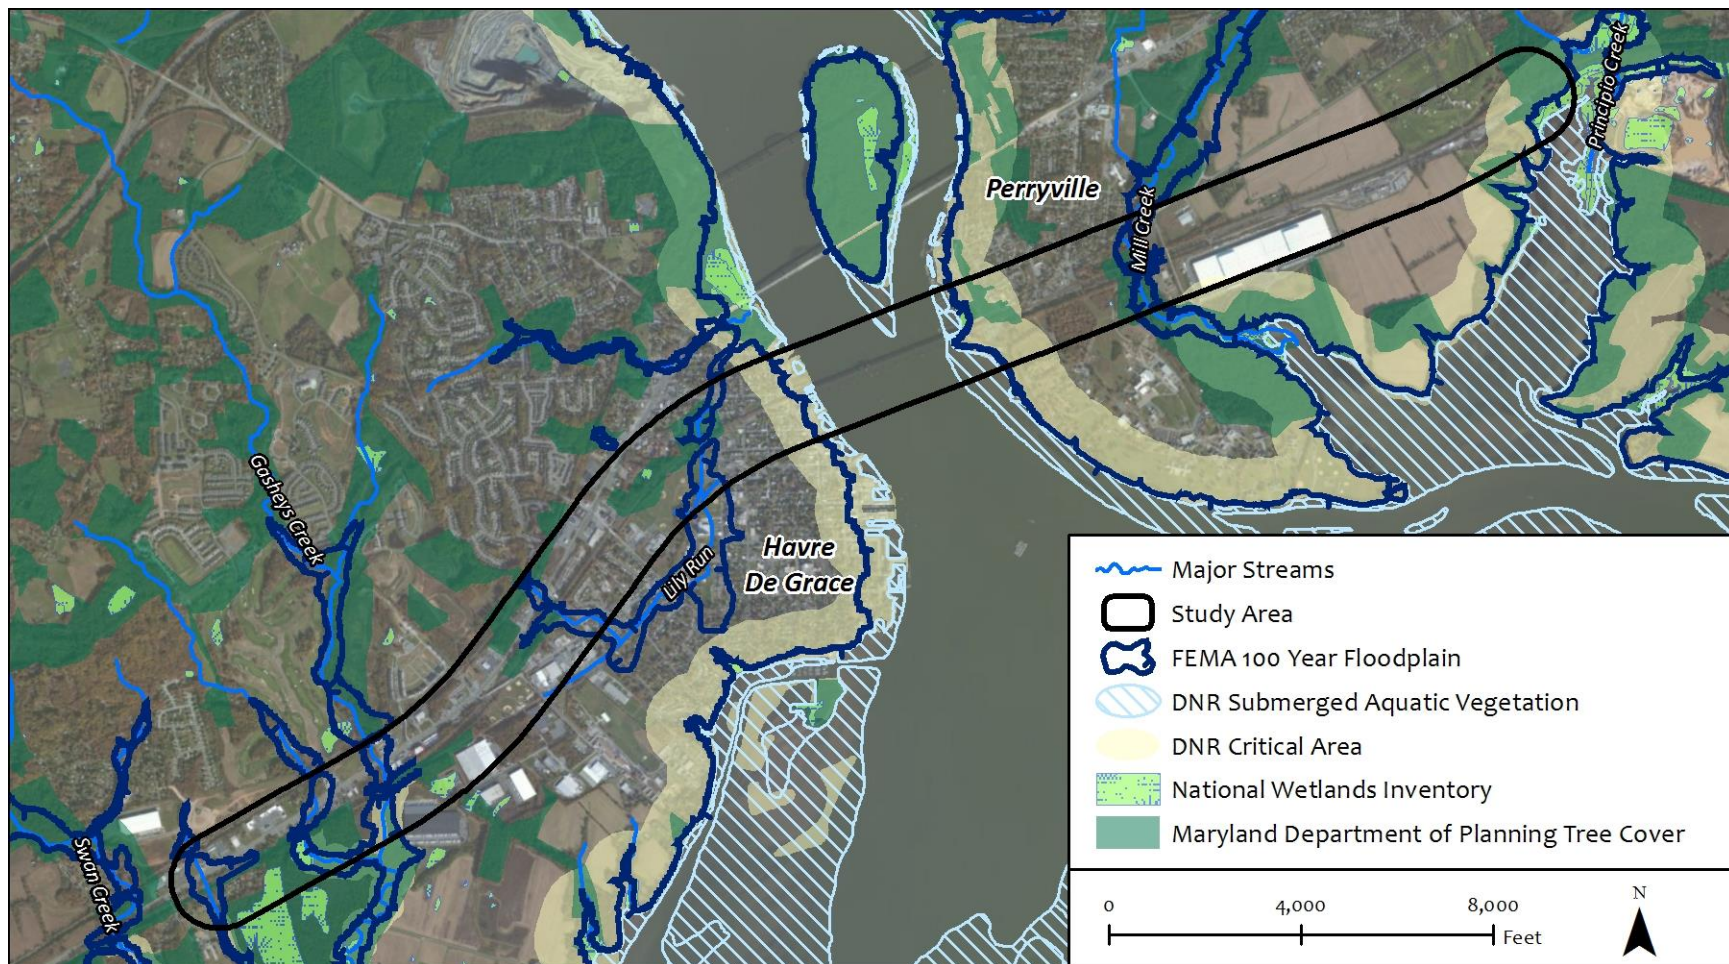 Principio Creek
Perryville
Mill Creek
Gasheys Creek
Havre
De Grace
Lily Run
Swan Creek
Major Streams
Study Area
FEMA 100 Year Floodplain
DNR Submerged Aquatic Vegetation
DNR Critical Area
National Wetlands Inventory
Maryland Department of Planning Tree Cover
0 4,000 8,000
Feet
N